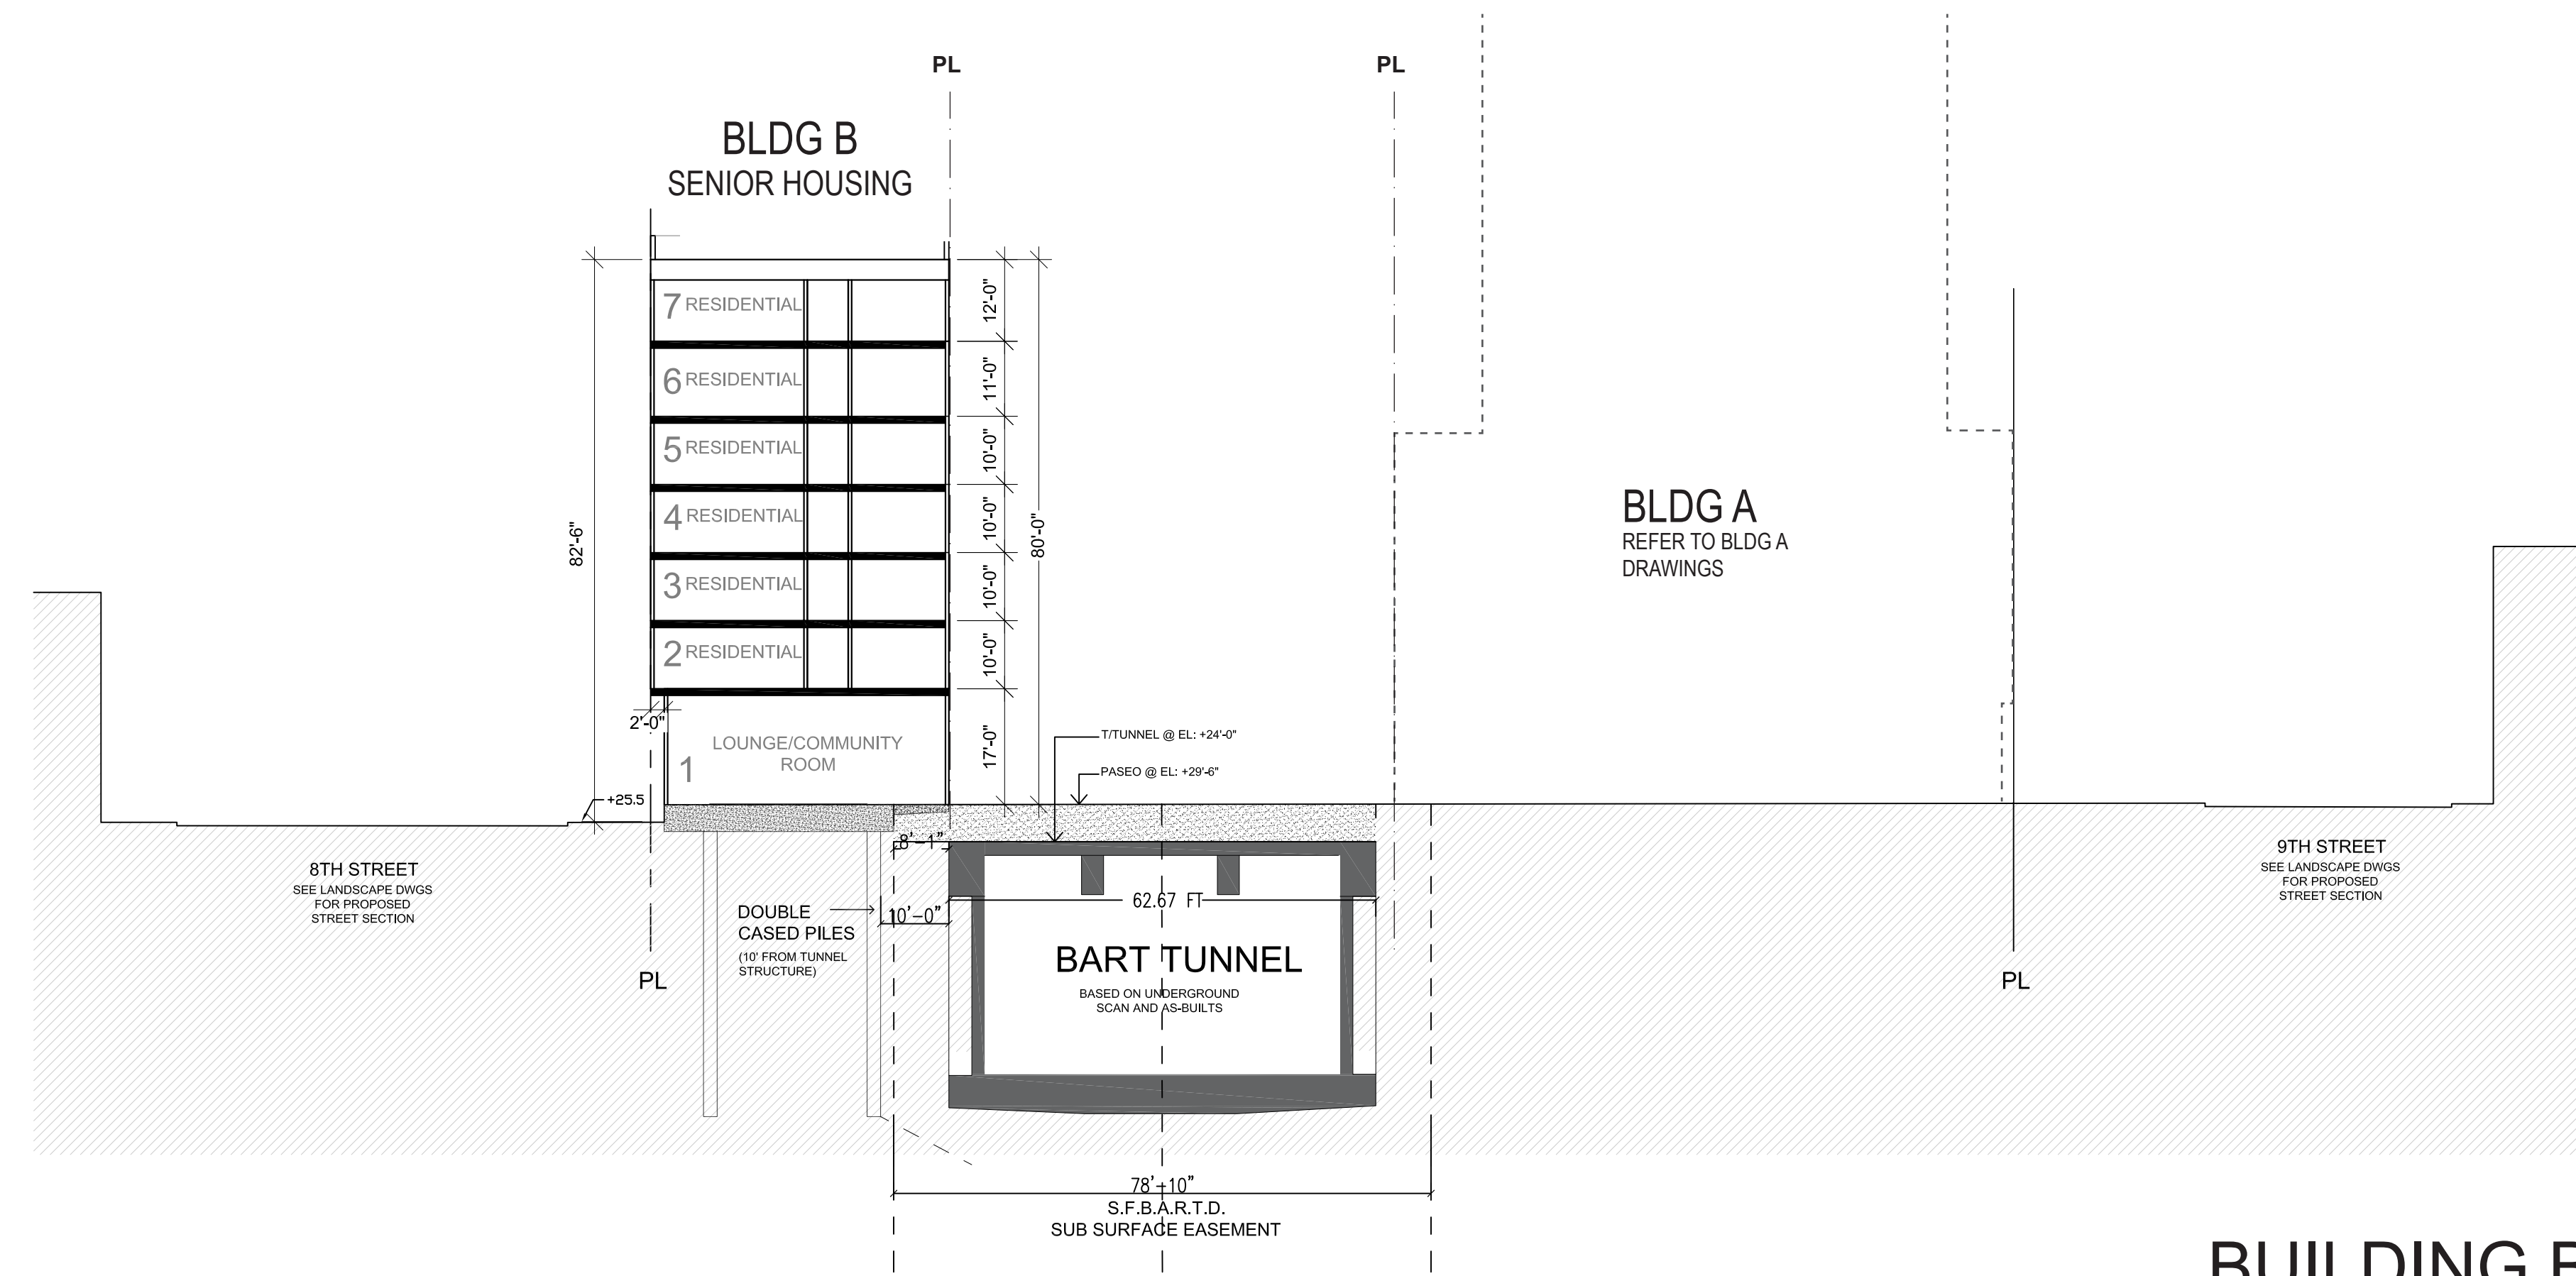 PL
PL
BLDG B
SENIOR HOUSING
7 RESIDENTIAL
12'-0"
6 RESIDENTIAL
11'-0"
5 RESIDENTIAL
10'-0"
4 RESIDENTIAL
10'-0"
82'-6"
80'-0"
3 RESIDENTIAL
10'-0"
2 RESIDENTIAL
10'-0"
BLDG A
REFER TO BLDG A
DRAWINGS
2'-0"
LOUNGE/COMMUNITY
ROOM
1
17'-0"
T/TUNNEL @ EL: +24'-0"
PASEO @ EL: +29'-6"
+25.5
8'-1"
8TH STREET
SEE LANDSCAPE DWGS
FOR PROPOSED
STREET SECTION
9TH STREET
SEE LANDSCAPE DWGS
FOR PROPOSED
STREET SECTION
62.67 FT
DOUBLE
CASED PILES
(10' FROM TUNNEL
STRUCTURE)
10'-0"
BART TUNNEL
BASED ON UNDERGROUND
SCAN AND AS-BUILTS
PL
PL
78'-10"
S.F.B.A.R.T.D.
SUB SURFACE EASEMENT
BUILDING